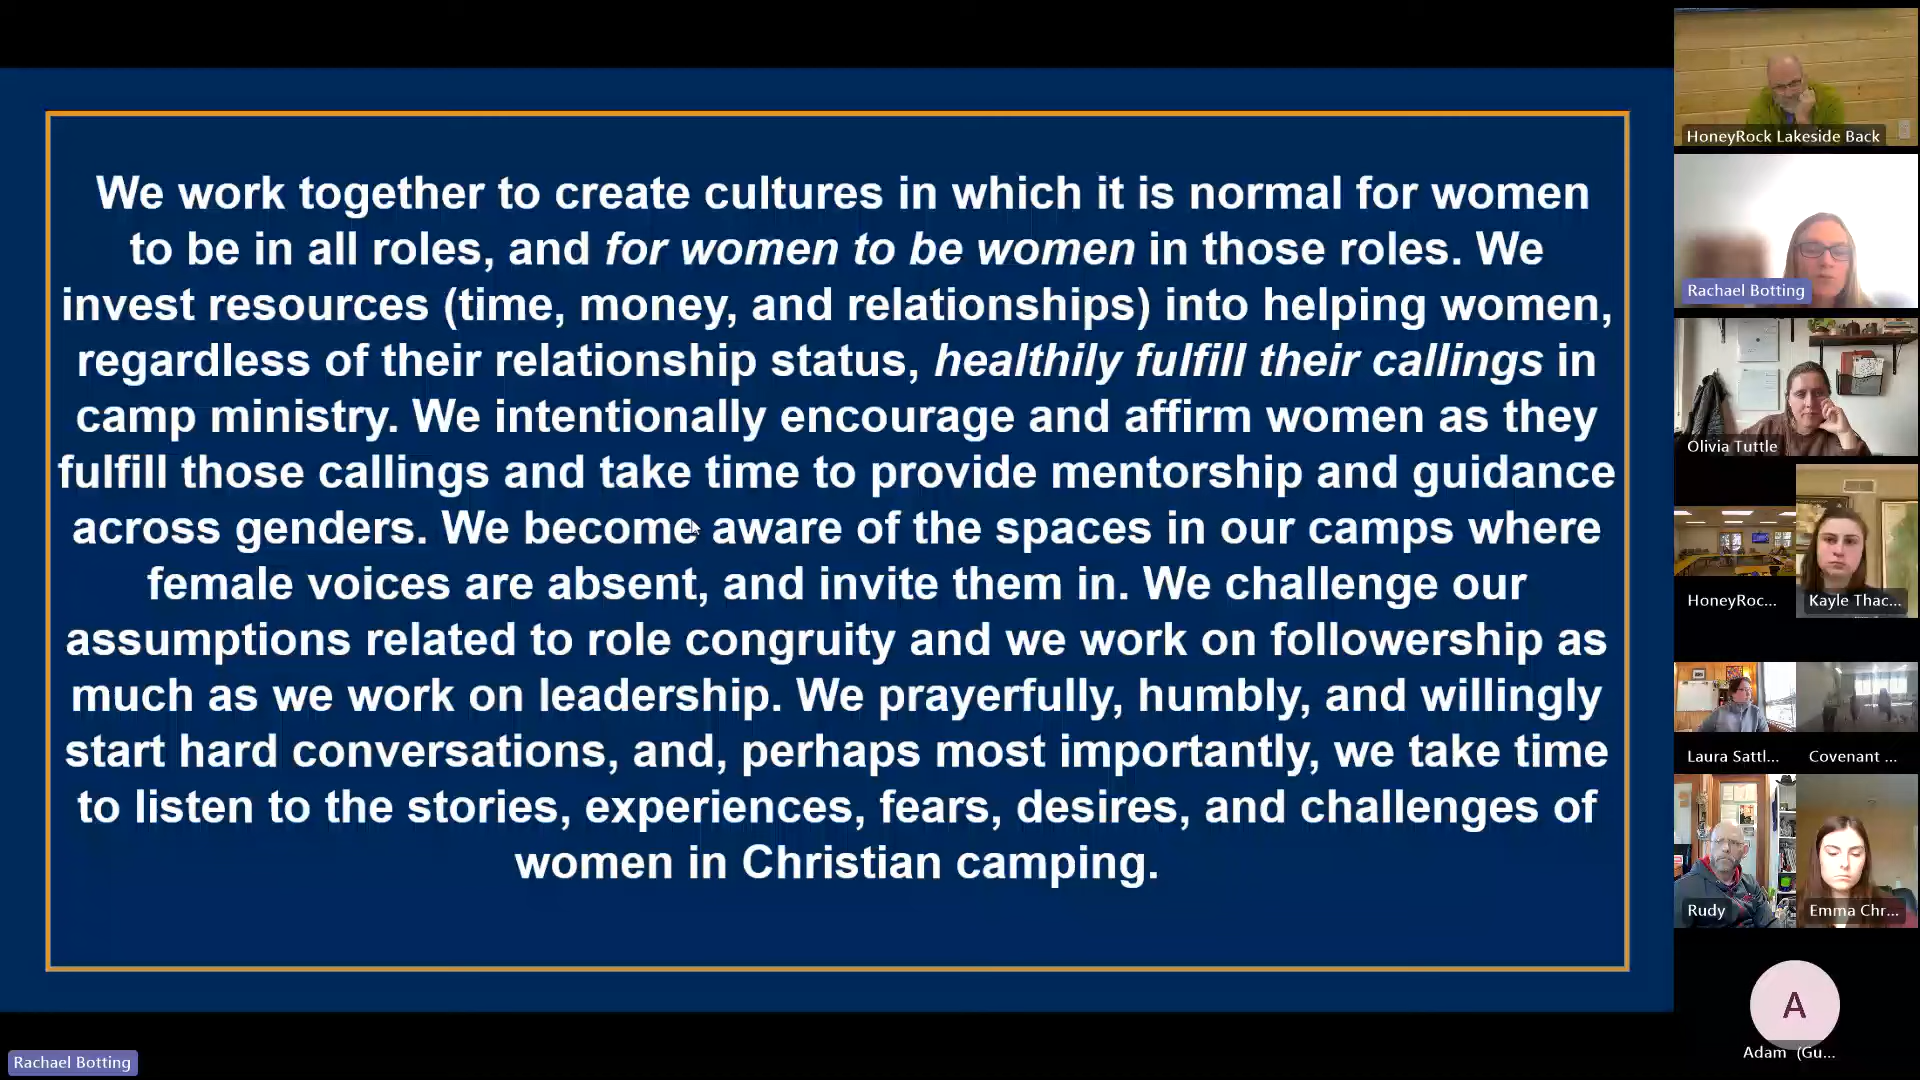 We work together to create cultures in which it is normal for women
to be in all roles, and for women to be women in those roles. We
invest resources (time, money, and relationships) into helping women,
regardless of their relationship status, healthily fulfill their callings in
camp ministry. We intentionally encourage and affirm women as they
fulfill those callings and take time to provide mentorship and guidance
across genders. We become aware of the spaces in our camps where
female voices are absent, and invite them in. We challenge our
assumptions related to role congruity and we work on followership as
much as we work on leadership. We prayerfully, humbly, and willingly
start hard conversations, and, perhaps most importantly, we take time
to listen to the stories, experiences, fears, desires, and challenges of
women in Christian camping.
Rachael Botting
HoneyRock Lakeside Back
Rachael Botting
Olivia Tuttle
HoneyRoc...
Kayle Thac...
Laura Sattl...
Covenant ...
Rudy
Emma Chr...
A
Adam (Gu...